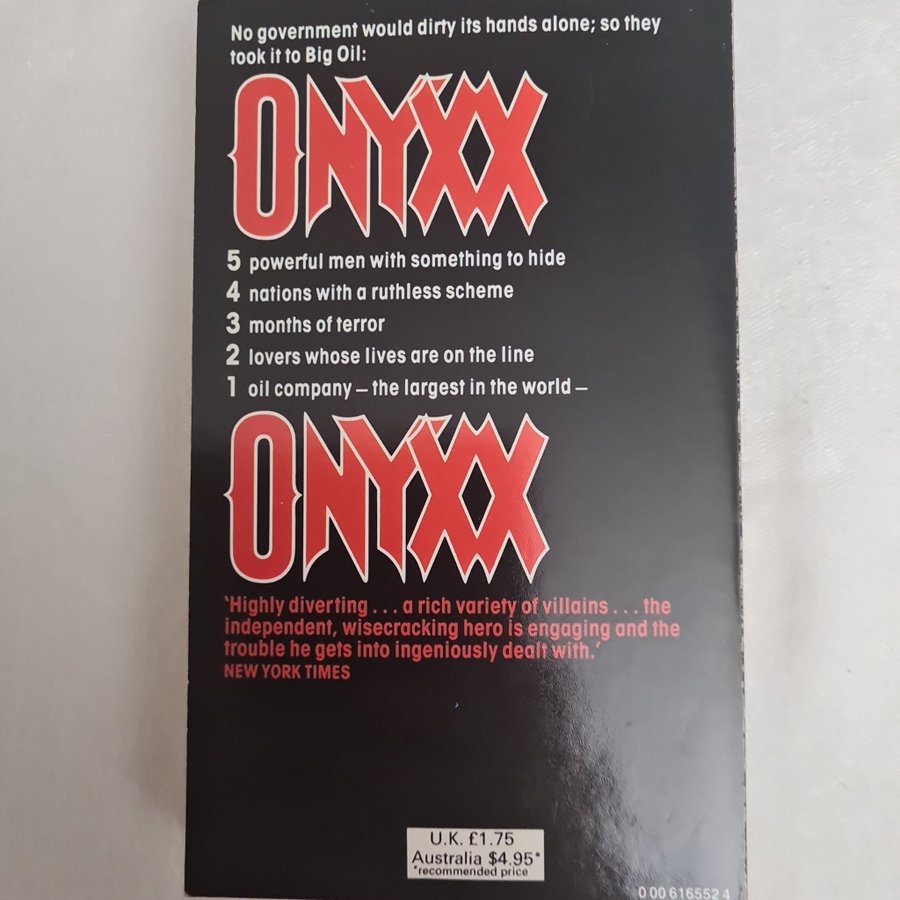 No government would dirty its hands alone; so they
took it to Big Oil:
ONYXX
5 powerful men with something to hide
4 nations with a ruthless scheme
3 months of terror
2 lovers whose lives are on the line
1 oil company – the largest in the world –
ONYXX
'Highly diverting . . . a rich variety of villains . . . the
independent, wisecracking hero is engaging and the
trouble he gets into ingeniously dealt with.'
NEW YORK TIMES
U.K. £1.75
Australia $4.95*
*recommended price
0 00 616552 4